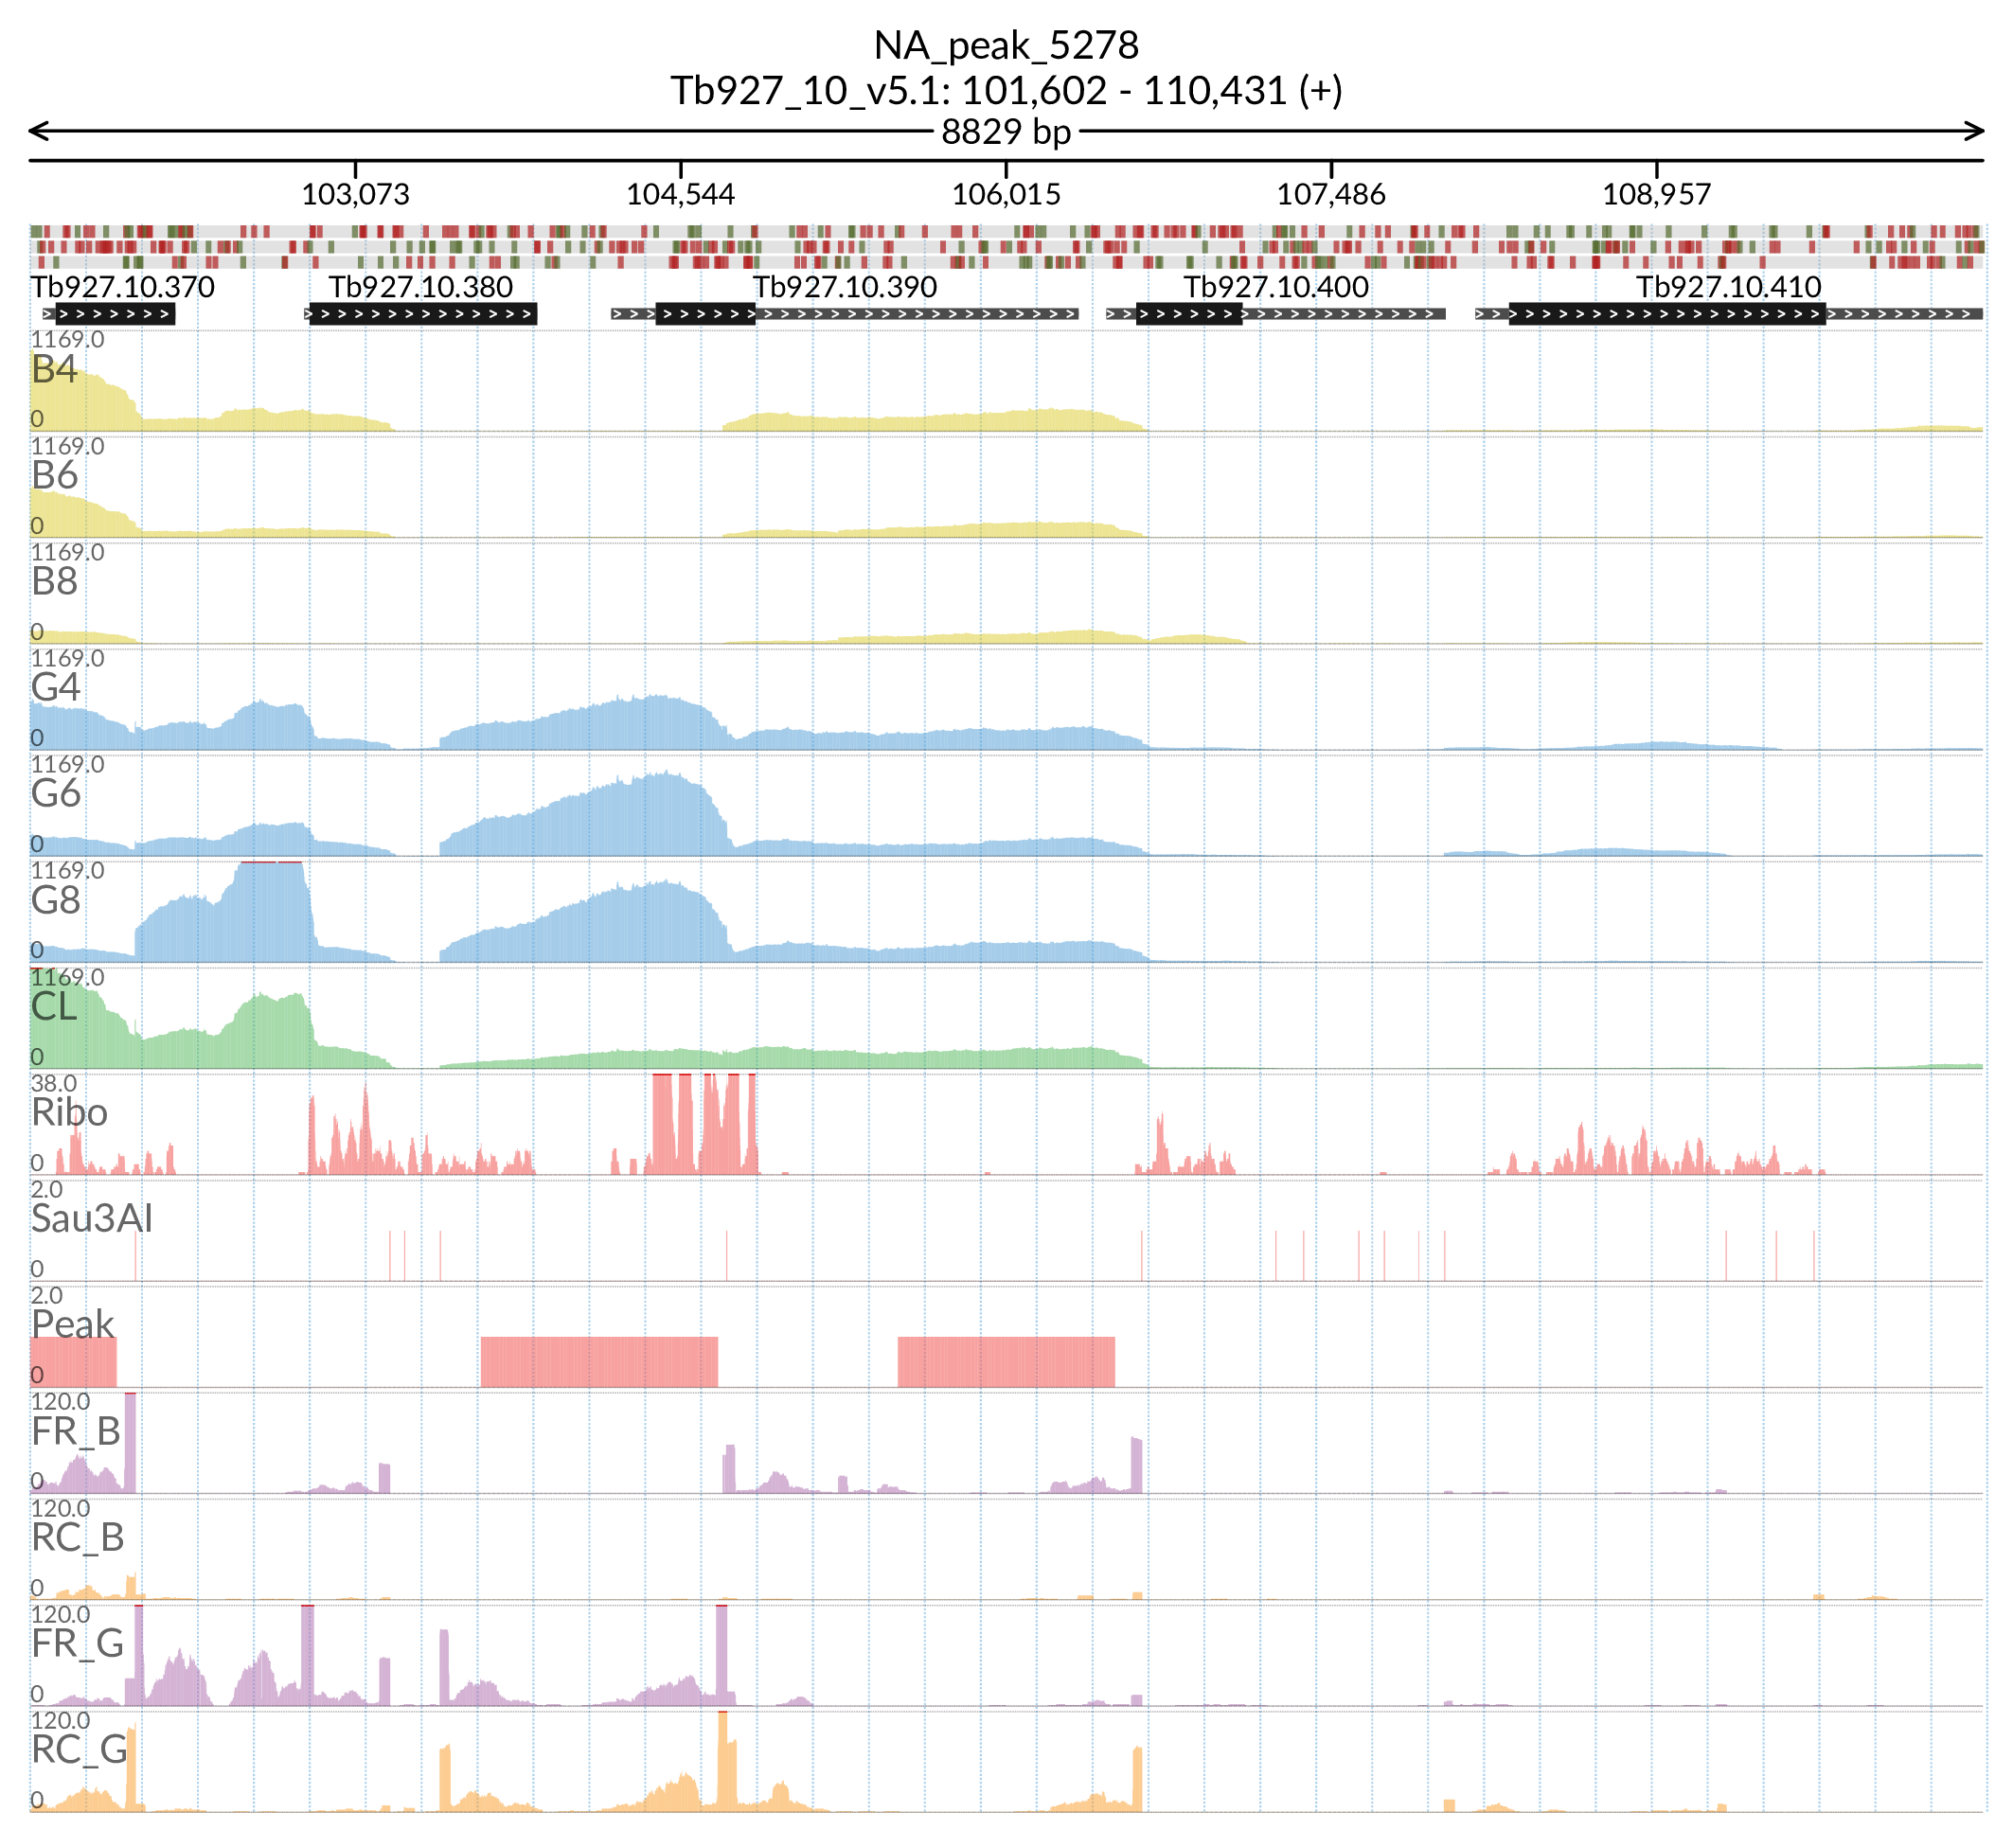 NA_peak_5278
Tb927_10_v5.1: 101,602 - 110,431 (+)
8829 bp
103,073 104,544 106,015 107,486 108,957
Tb927.10.370 Tb927.10.380 Tb927.10.390 Tb927.10.400 Tb927.10.410
1169.0
B4
0
1169.0
B6
0
1169.0
B8
0
1169.0
G4
0
1169.0
G6
0
1169.0
G8
0
1169.0
CL
0
38.0
Ribo
0
2.0
Sau3AI
0
2.0
Peak
0
120.0
FR_B
0
120.0
RC_B
0
120.0
FR_G
0
120.0
RC_G
0